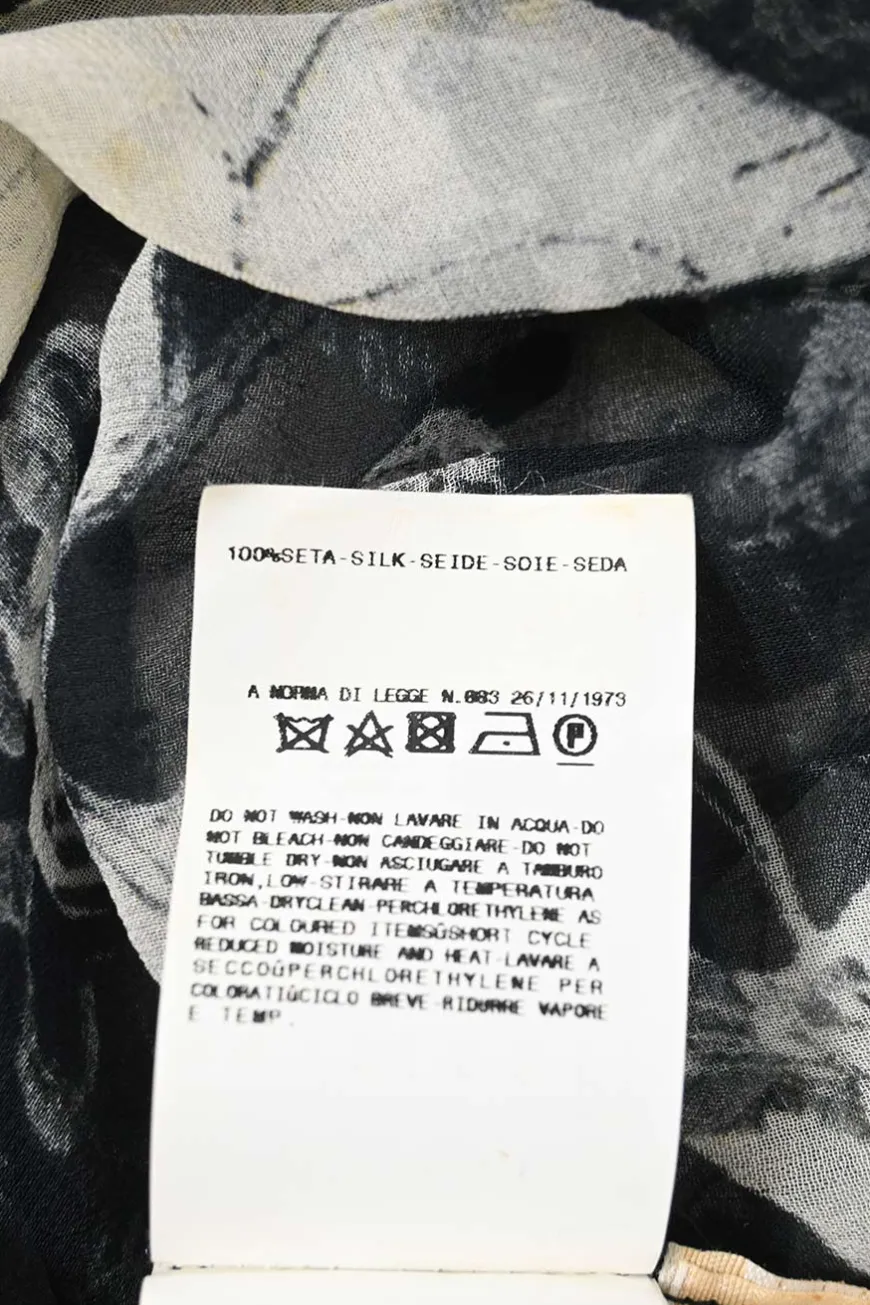 100%SETA-SILK-SEIDE-SOIE-SEDA
A NORMA DI LEGGE N.883 26/11/1973
P
DO NOT WASH-NON LAVARE IN ACQUA-DO
NOT BLEACH-NON CANDEGGIARE-DO NOT
TUMBLE DRY-NON ASCIUGARE A TAMBURO
IRON,LOW-STIRARE A TEMPERATURA
BASSA-DRYCLEAN-PERCHLORETHYLENE AS
FOR COLOURED ITEMSûSHORT CYCLE
REDUCED MOISTURE AND HEAT-LAVARE A
SECCOûPERCHLORETHYLENE PER
COLORATIûCICLO BREVE-RIDURRE VAPORE
E TEMP.